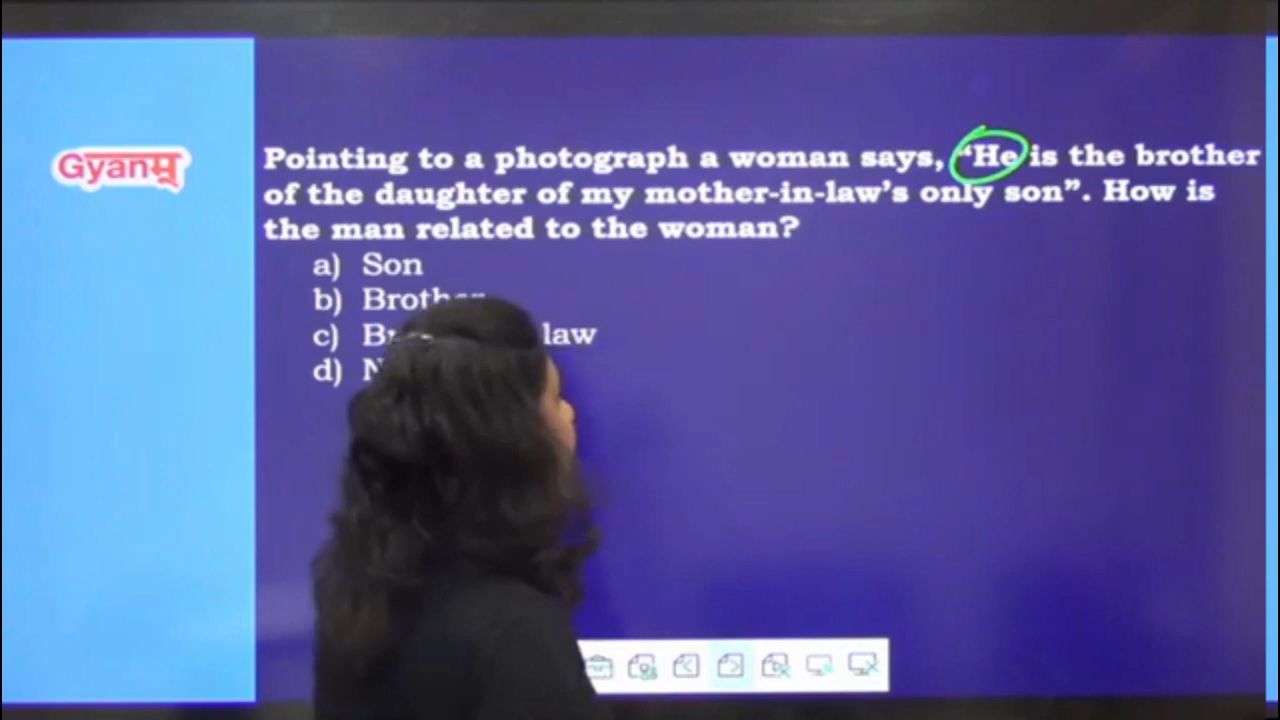 Gyanम्
Pointing to a photograph a woman says, “He is the brother
of the daughter of my mother-in-law’s only son”. How is
the man related to the woman?
a) Son
b) Brother
c) law
d)